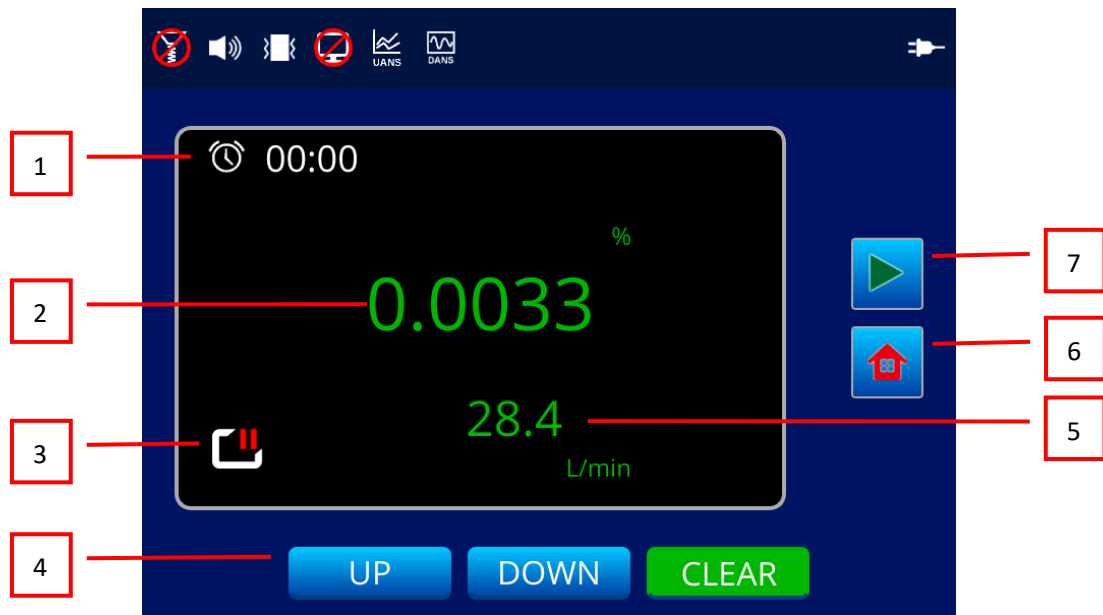 UANS
DANS
1
00:00
%
7
2
0.0033
6
28.4
5
3
L/min
4
UP
DOWN
CLEAR